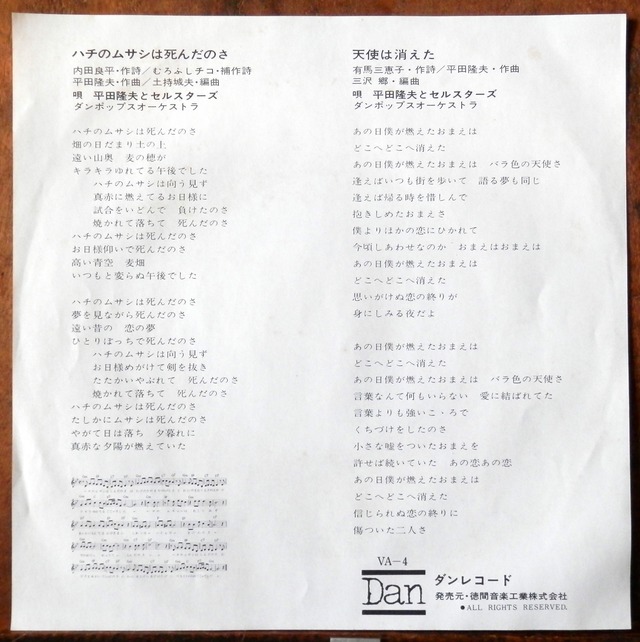 ハチのムサシは死んだのさ
内田良平・作詩／むろふしチコ・補作詩
平田隆夫・作曲／土持城夫・編曲
唄 平田隆夫とセルスターズ
ダンポップスオーケストラ
ハチのムサシは死んだのさ
畑の日だまり土の上
遠い山奥 麦の穂が
キラキラゆれてる午後でした
ハチのムサシは向う見ず
真赤に燃えてるお日様に
試合をいどんで 負けたのさ
焼かれて落ちて 死んだのさ
ハチのムサシは死んだのさ
お日様仰いで死んだのさ
高い青空 麦畑
いつもと変らぬ午後でした
ハチのムサシは死んだのさ
夢を見ながら死んだのさ
遠い昔の 恋の夢
ひとりぼっちで死んだのさ
ハチのムサシは向う見ず
お日様めがけて剣を抜き
たたかいやぶれて 死んだのさ
焼かれて落ちて 死んだのさ
ハチのムサシは死んだのさ
たしかにムサシは死んだのさ
やがて日は落ち 夕暮れに
真赤な夕陽が燃えていた
天使は消えた
有馬三恵子・作詩／平田隆夫・作曲
三沢 郷・編曲
唄 平田隆夫とセルスターズ
ダンポップスオーケストラ
あの日僕が燃えたおまえは
どこへどこへ消えた
あの日僕が燃えたおまえは バラ色の天使さ
逢えばいつも街を歩いて 語る夢も同じ
逢えば帰る時を惜しんで
抱きしめたおまえさ
僕よりほかの恋にひかれて
今頃しあわせなのか おまえはおまえは
あの日僕が燃えたおまえは
どこへどこへ消えた
思いがけぬ恋の終りが
身にしみる夜だよ
あの日僕が燃えたおまえは
どこへどこへ消えた
あの日僕が燃えたおまえは バラ色の天使さ
言葉なんて何もいらない 愛に結ばれてた
言葉よりも強いこゝろで
くちづけをしたのさ
小さな嘘をついたおまえを
許せば続いていた あの恋あの恋
あの日僕が燃えたおまえは
どこへどこへ消えた
信じられぬ恋の終りに
傷ついた二人さ
VA-4
Dan
ダンレコード
発売元・徳間音楽工業株式会社
●ALL RIGHTS RESERVED.